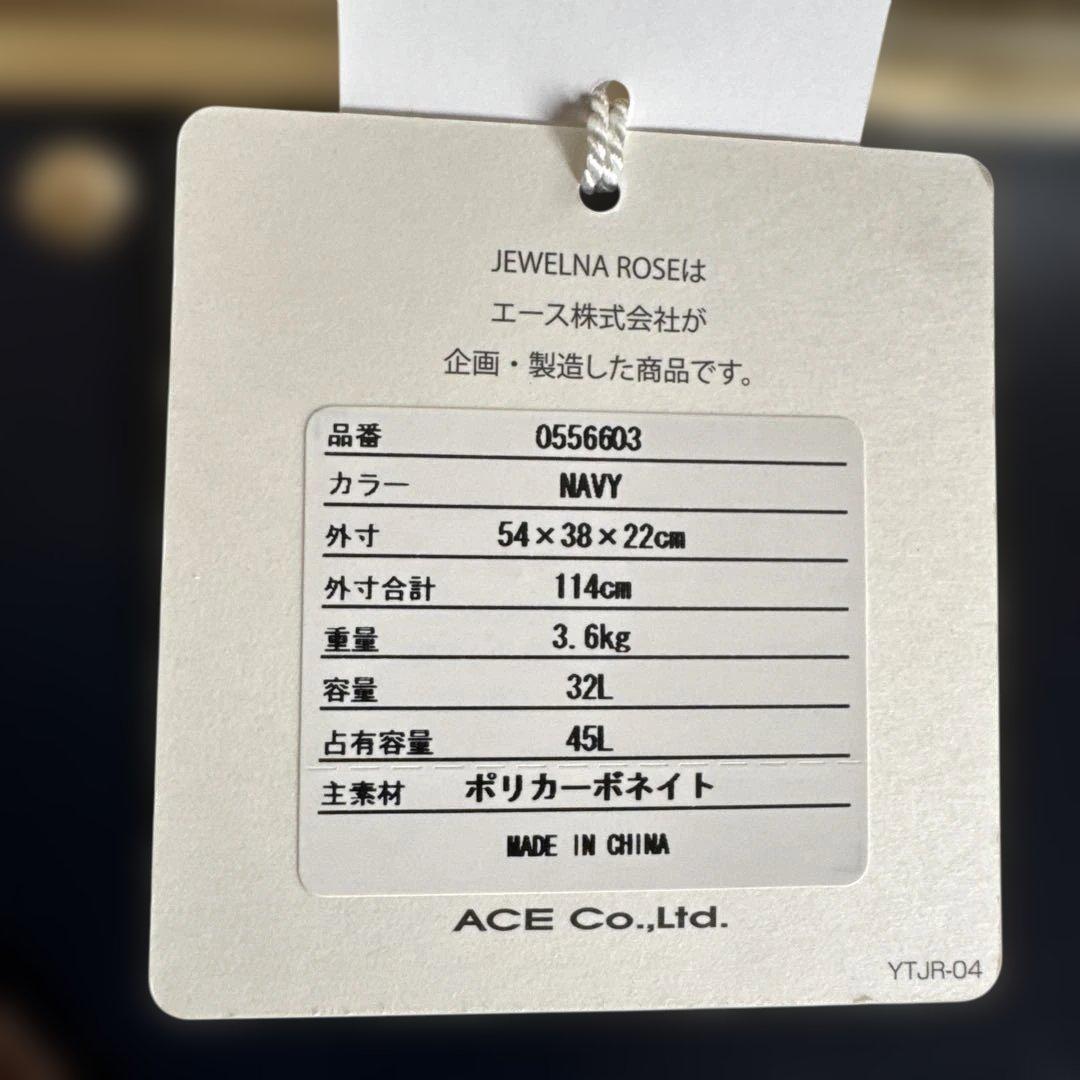 JEWELNA ROSEは
エース株式会社が
企画・製造した商品です。
品番 0556603
カラー NAVY
外寸 54×38×22cm
外寸合計 114cm
重量 3.6kg
容量 32L
占有容量 45L
主素材 ポリカーボネイト
MADE IN CHINA
ACE Co.,Ltd.
YTJR-04